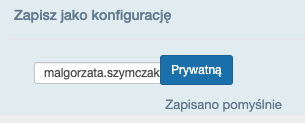 Zapisz jako konfigurację
malgorzata.szymczak Prywatną
Zapisano pomyślnie